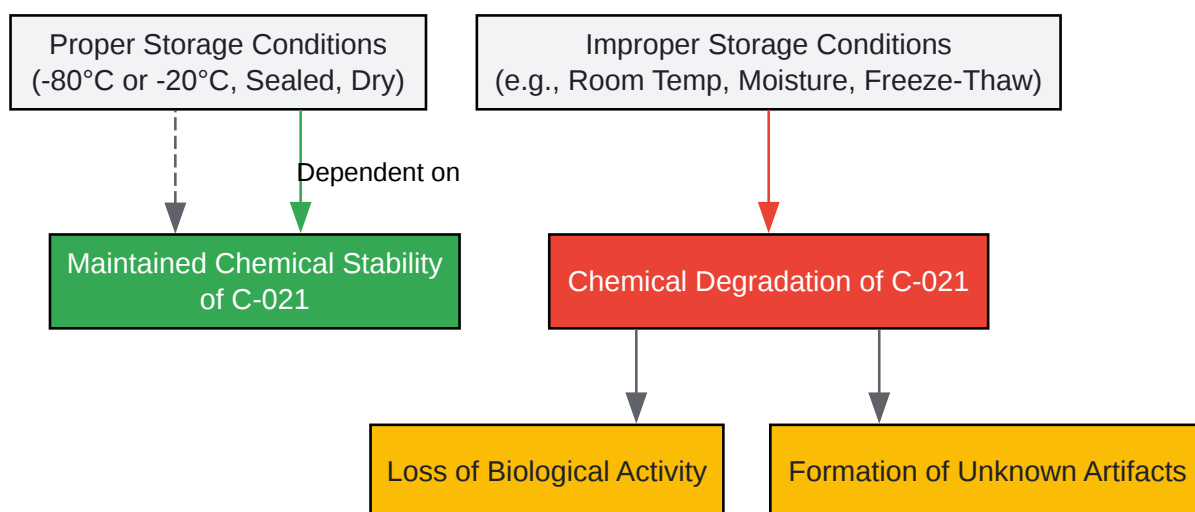 Proper Storage Conditions
(-80°C or -20°C, Sealed, Dry)
Improper Storage Conditions
(e.g., Room Temp, Moisture, Freeze-Thaw)
Dependent on
Maintained Chemical Stability
of C-021
Chemical Degradation of C-021
Loss of Biological Activity
Formation of Unknown Artifacts